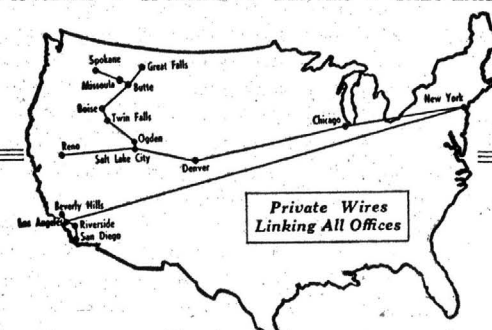 Spokane
Great Falls
Missoula
Butte
Boise
Twin Falls
Ogden
Reno
Salt Lake City
Denver
Chicago
New York
Beverly Hills
Los Angeles
Riverside
San Diego
Private Wires
Linking All Offices